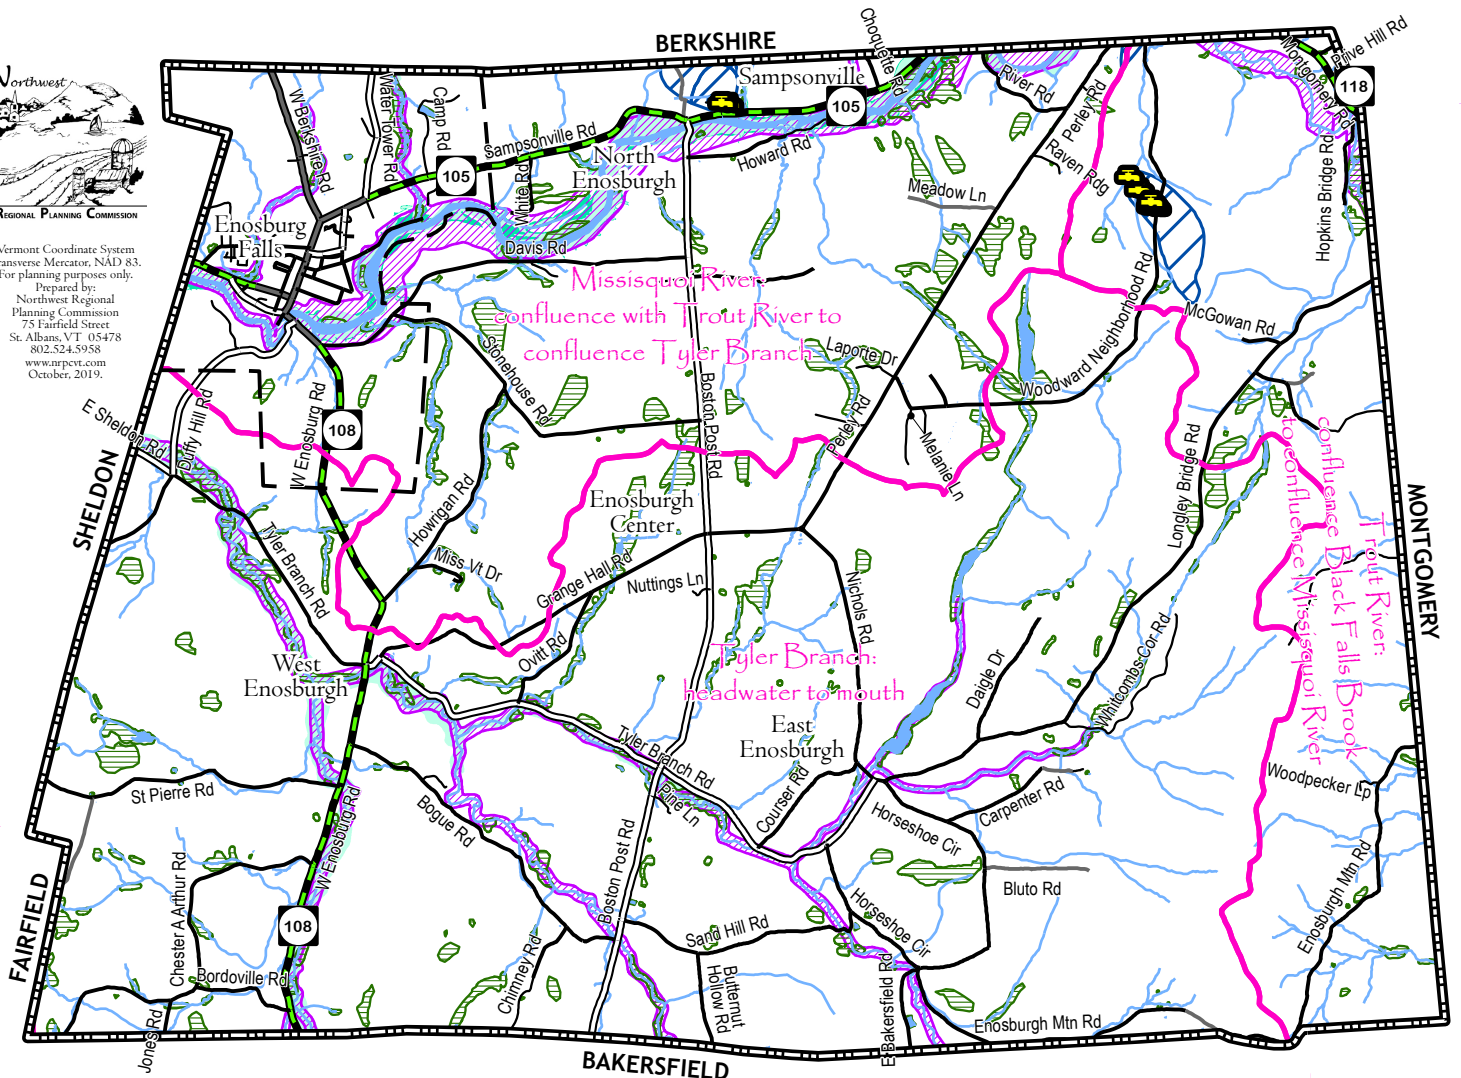 BERKSHIRE
Northwest
REGIONAL PLANNING COMMISSION
Vermont Coordinate System
Transverse Mercator, NAD 83.
For planning purposes only.
Prepared by:
Northwest Regional
Planning Commission
75 Fairfield Street
St. Albans, VT 05478
802.524.5958
www.nrpcvt.com
October, 2019.
Choquette Rd
Sampsonville
105
River Rd
Perley Rd
Montgomery Rd
Prive Hill Rd
118
W Berkshire Rd
Water Tower Rd
Camp Rd
Sampsonville Rd
105
North
Enosburgh
White Rd
Howard Rd
Raven Rdg
Meadow Ln
Hopkins Bridge Rd
Enosburg
Falls
Davis Rd
Missisquoi River:
confluence with Trout River to
confluence Tyler Branch
Woodward Neighborhood Rd
McGowan Rd
Stonehouse Rd
Laporte Dr
Boston Post Rd
Perley Rd
Melanie Ln
E Sheldon Rd
Duffy Hill Rd
W Enosburg Rd
108
SHELDON
Howrigan Rd
Enosburgh
Center
Longley Bridge Rd
MONTGOMERY
Trout River:
confluence Black Falls Brook
to confluence Missisquoi River
Tyler Branch Rd
Miss Vt Dr
Grange Hall Rd
Nuttings Ln
Nichols Rd
Ovitt Rd
West
Enosburgh
Tyler Branch:
headwater to mouth
East
Enosburgh
Daigle Dr
Whitcombs Cor Rd
Tyler Branch Rd
Pine Ln
Courser Rd
Woodpecker Lp
St Pierre Rd
W Enosburg Rd
Bogue Rd
Horseshoe Cir
Carpenter Rd
Boston Post Rd
Bluto Rd
Enosburgh Mtn Rd
FAIRFIELD
Chester A Arthur Rd
108
Sand Hill Rd
Horseshoe Cir
Bordoville Rd
Chimney Rd
Butternut
Hollow Rd
E Bakersfield Rd
Enosburgh Mtn Rd
Jones Rd
BAKERSFIELD